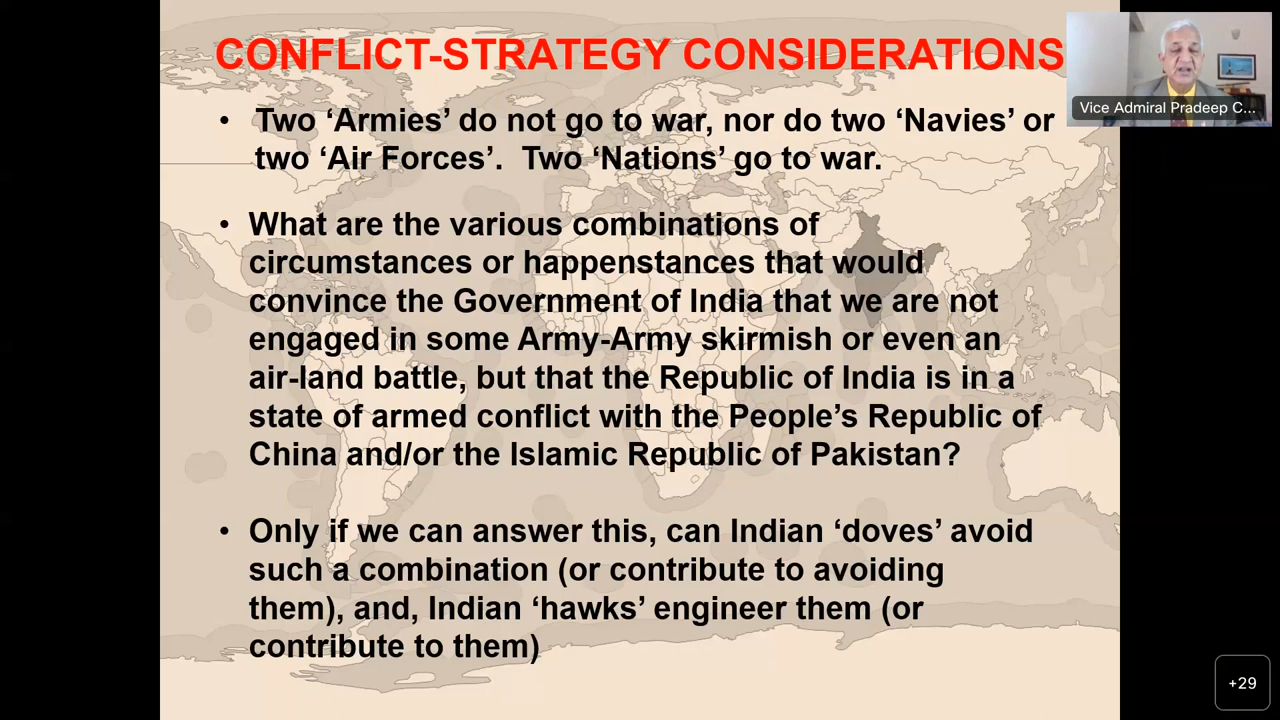 CONFLICT-STRATEGY CONSIDERATIONS
Vice Admiral Pradeep C...
• Two ‘Armies’ do not go to war, nor do two ‘Navies’ or
two ‘Air Forces’. Two ‘Nations’ go to war.
• What are the various combinations of
circumstances or happenstances that would
convince the Government of India that we are not
engaged in some Army-Army skirmish or even an
air-land battle, but that the Republic of India is in a
state of armed conflict with the People’s Republic of
China and/or the Islamic Republic of Pakistan?
• Only if we can answer this, can Indian ‘doves’ avoid
such a combination (or contribute to avoiding
them), and, Indian ‘hawks’ engineer them (or
contribute to them)
+29